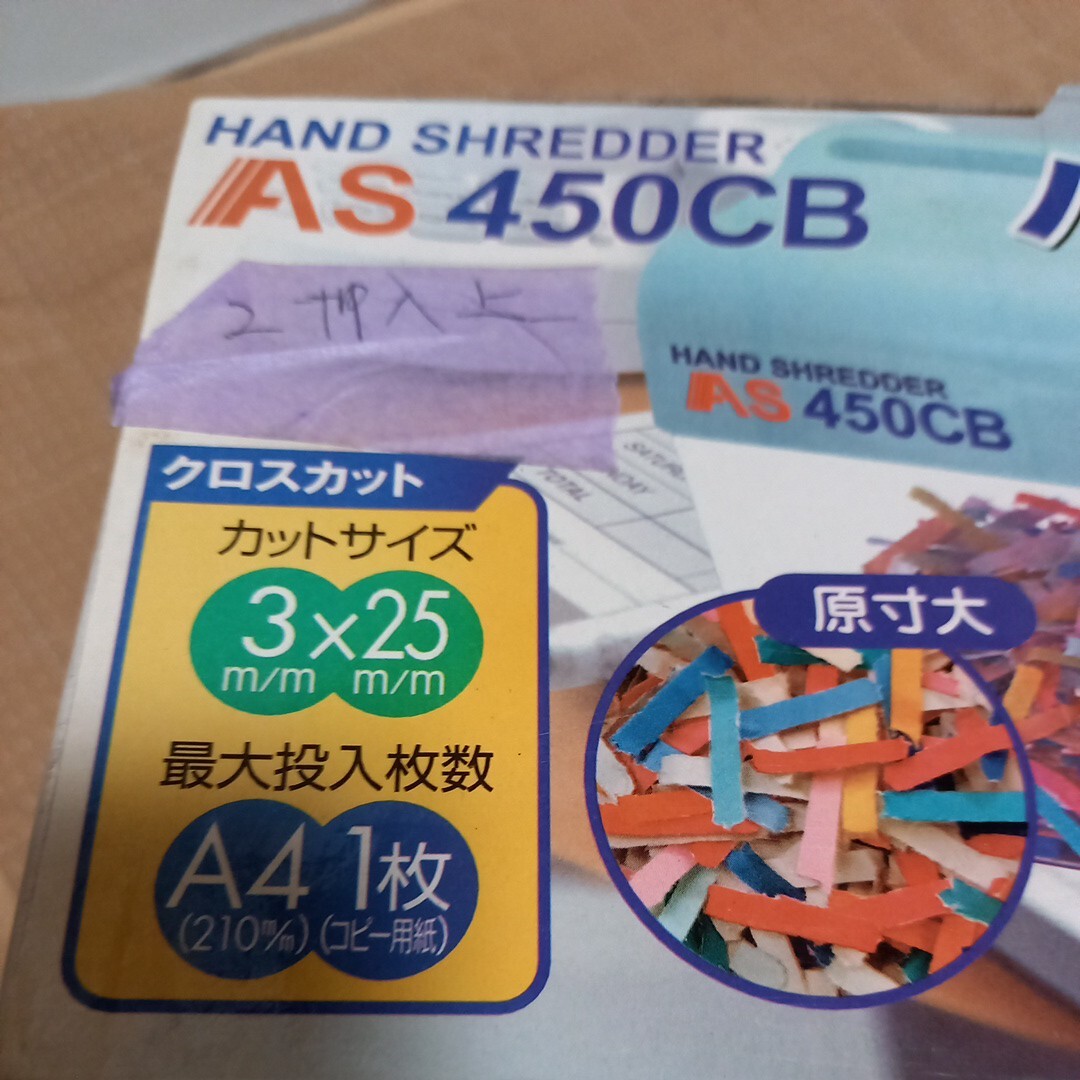 HAND SHREDDER
AS 450CB
2 押入上
HAND SHREDDER
AS 450CB
SATURDAY
TOTAL
クロスカット
カットサイズ
3×25
m/m m/m
原寸大
最大投入枚数
A4 1枚
(210m/m) (コピー用紙)